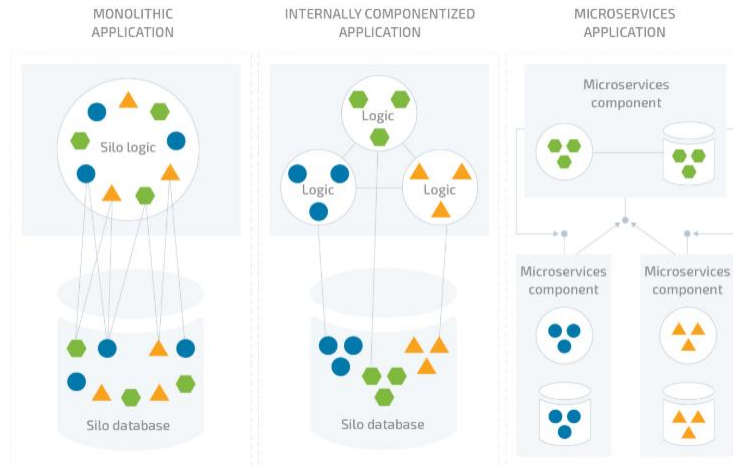 MONOLITHIC
APPLICATION
Silo logic
Silo database
INTERNALLY COMPONENTIZED
APPLICATION
Logic
Logic
Logic
Silo database
MICROSERVICES
APPLICATION
Microservices
component
Microservices
component
Microservices
component